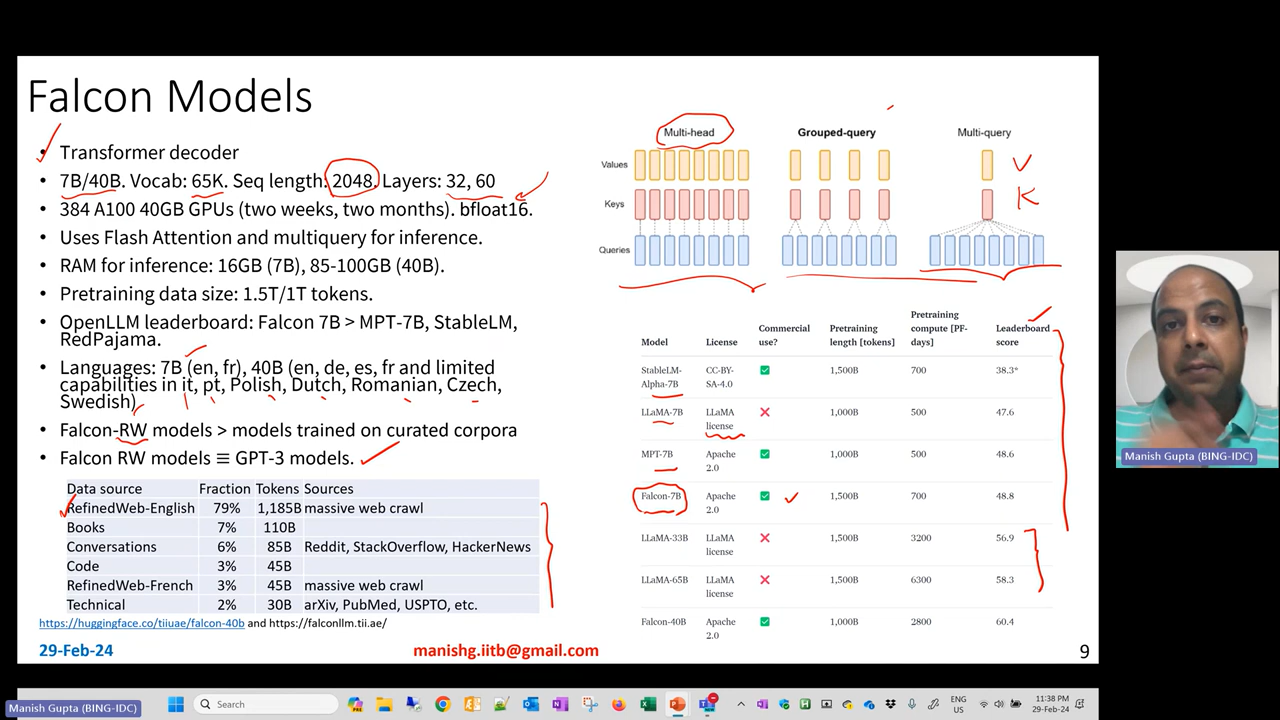 Falcon Models
• Transformer decoder
• 7B/40B. Vocab: 65K. Seq length: 2048. Layers: 32, 60
• 384 A100 40GB GPUs (two weeks, two months). bfloat16.
• Uses Flash Attention and multiquery for inference.
• RAM for inference: 16GB (7B), 85-100GB (40B).
• Pretraining data size: 1.5T/1T tokens.
• OpenLLM leaderboard: Falcon 7B > MPT-7B, StableLM,
RedPajama.
• Languages: 7B (en, fr), 40B (en, de, es, fr and limited
capabilities in it, pt, Polish, Dutch, Romanian, Czech,
Swedish)
• Falcon-RW models > models trained on curated corpora
• Falcon RW models ≡ GPT-3 models.
Data source Fraction Tokens Sources
RefinedWeb-English 79% 1,185B massive web crawl
Books 7% 110B
Conversations 6% 85B Reddit, StackOverflow, HackerNews
Code 3% 45B
RefinedWeb-French 3% 45B massive web crawl
Technical 2% 30B arXiv, PubMed, USPTO, etc.
https://huggingface.co/tiiuae/falcon-40b and https://falconllm.tii.ae/
Multi-head Grouped-query Multi-query
Values V
Keys K
Queries
Model License Commercial use? Pretraining length [tokens] Pretraining compute [PF-days] Leaderboard score
StableLM-Alpha-7B CC-BY-SA-4.0 1,500B 700 38.3*
LLaMA-7B LLaMA license 1,000B 500 47.6
MPT-7B Apache 2.0 1,000B 500 48.6
Falcon-7B Apache 2.0 1,500B 700 48.8
LLaMA-33B LLaMA license 1,500B 3200 56.9
LLaMA-65B LLaMA license 1,500B 6300 58.3
Falcon-40B Apache 2.0 1,000B 2800 60.4
29-Feb-24 manishg.iitb@gmail.com 9
Manish Gupta (BING-IDC)
Manish Gupta (BING-IDC)
Search
ENG
US
11:38 PM
29-Feb-24